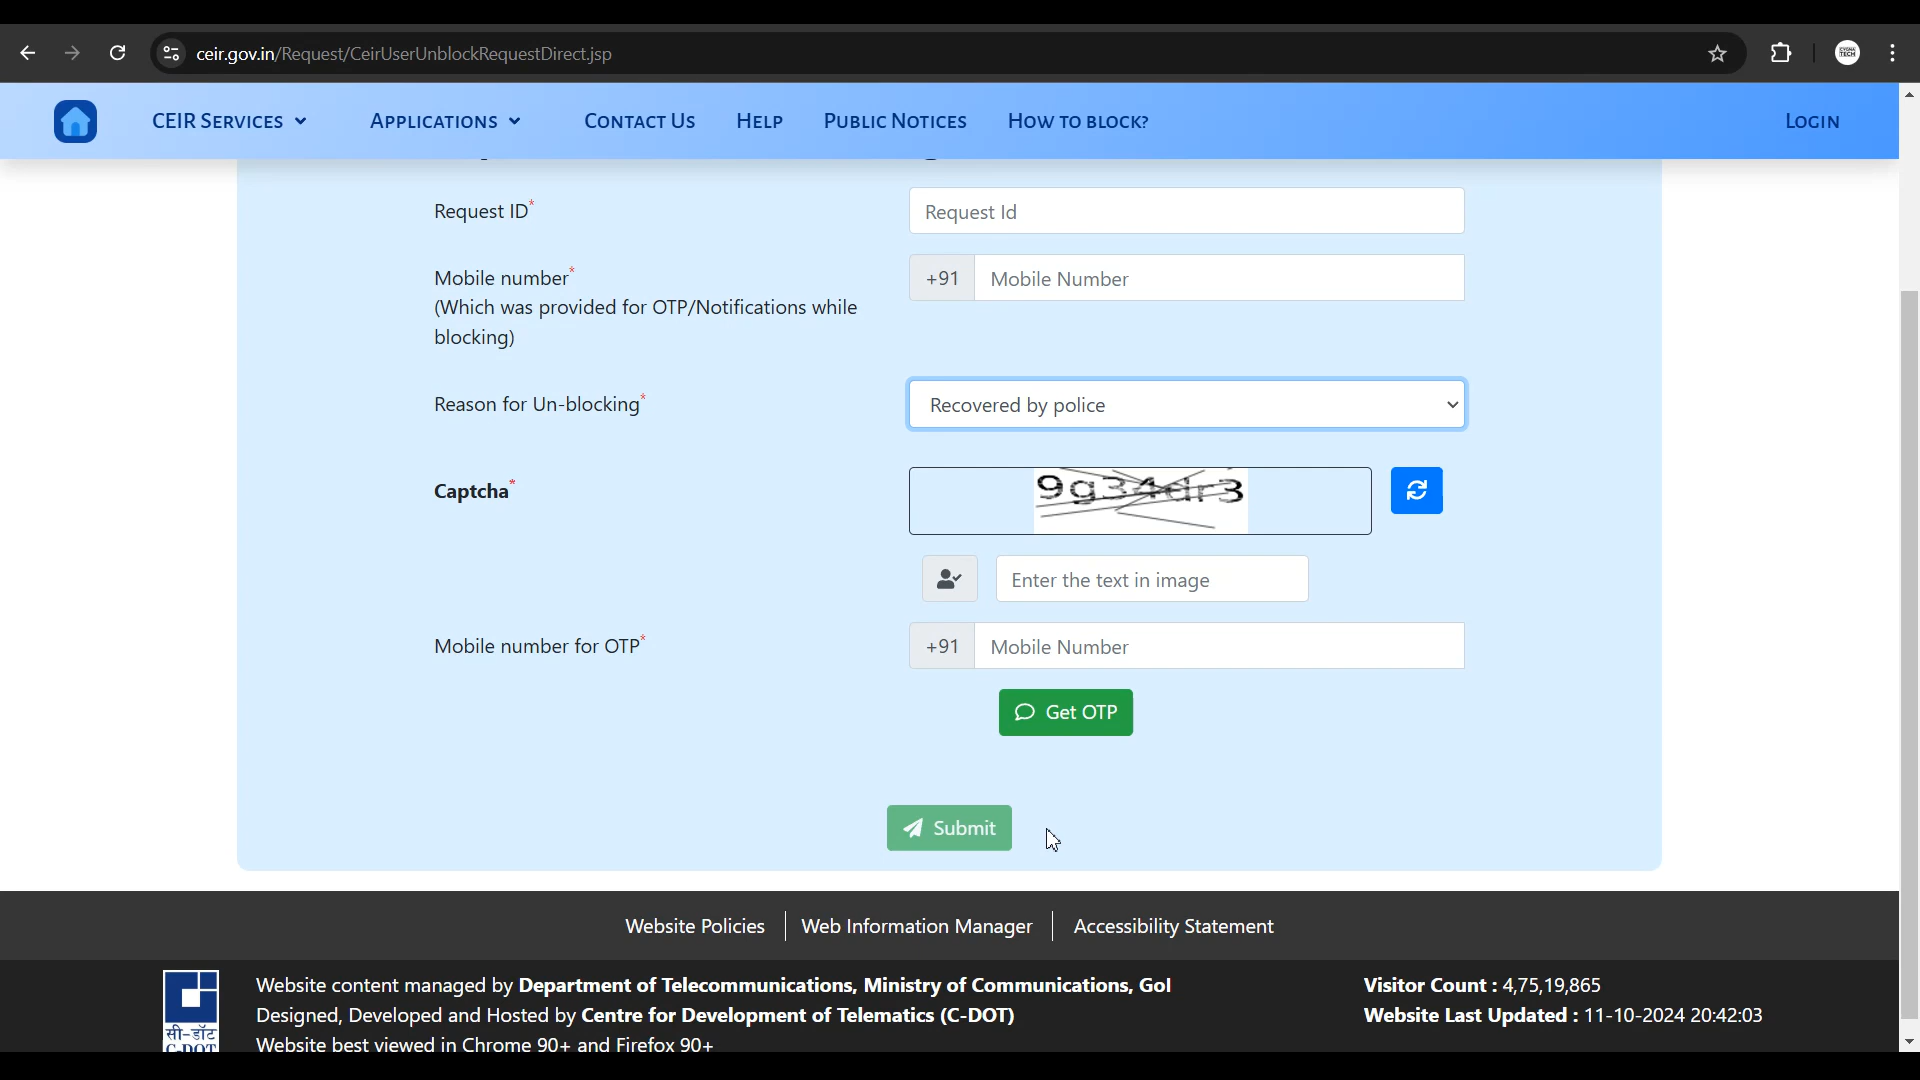 ceir.gov.in/Request/CeirUserUnblockRequestDirect.jsp
CYGNA TECH
CEIR SERVICES
APPLICATIONS
CONTACT US
HELP
PUBLIC NOTICES
HOW TO BLOCK?
LOGIN
Request ID*
Request Id
Mobile number*
+91
Mobile Number
(Which was provided for OTP/Notifications while
blocking)
Reason for Un-blocking*
Recovered by police
Captcha*
9g34dr3
Enter the text in image
Mobile number for OTP*
+91
Mobile Number
Get OTP
Submit
Website Policies
Web Information Manager
Accessibility Statement
सी-डॉट
C-DOT
Website content managed by Department of Telecommunications, Ministry of Communications, GoI
Designed, Developed and Hosted by Centre for Development of Telematics (C-DOT)
Website best viewed in Chrome 90+ and Firefox 90+
Visitor Count : 4,75,19,865
Website Last Updated : 11-10-2024 20:42:03